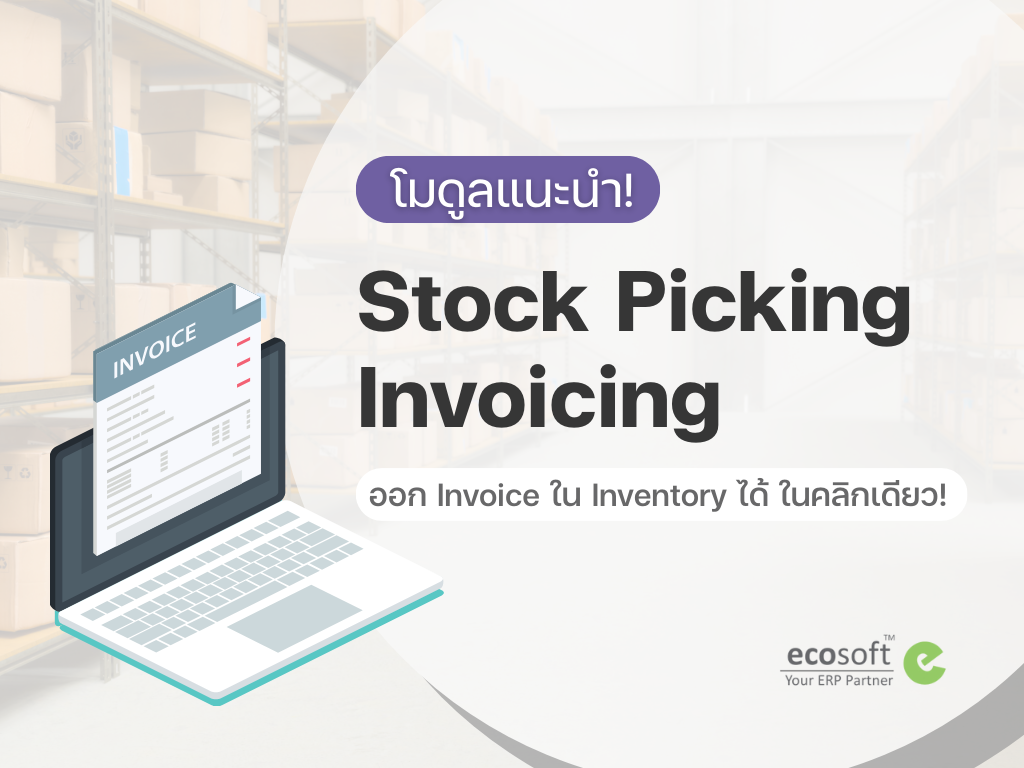 โมดูลแนะนำ!
Stock Picking
Invoicing
ออก Invoice ใน Inventory ได้ ในคลิกเดียว!
INVOICE
ecosoft™
Your ERP Partner